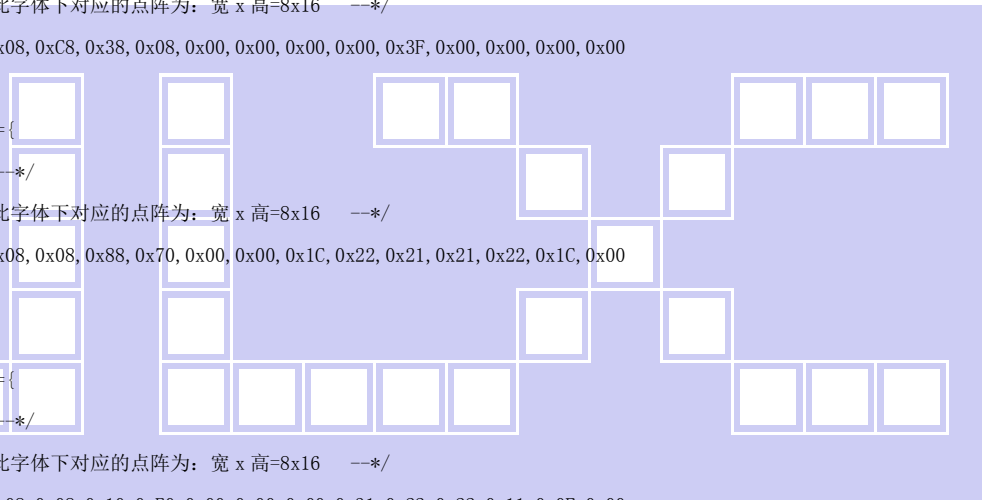 此字体下对应的点阵为：宽 x 高=8x16   --*/
x08,0xC8,0x38,0x08,0x00,0x00,0x00,0x00,0x3F,0x00,0x00,0x00,0x00
={
--*/
此字体下对应的点阵为：宽 x 高=8x16   --*/
x08,0x08,0x88,0x70,0x00,0x00,0x1C,0x22,0x21,0x21,0x22,0x1C,0x00
={
--*/
此字体下对应的点阵为：宽 x 高=8x16   --*/